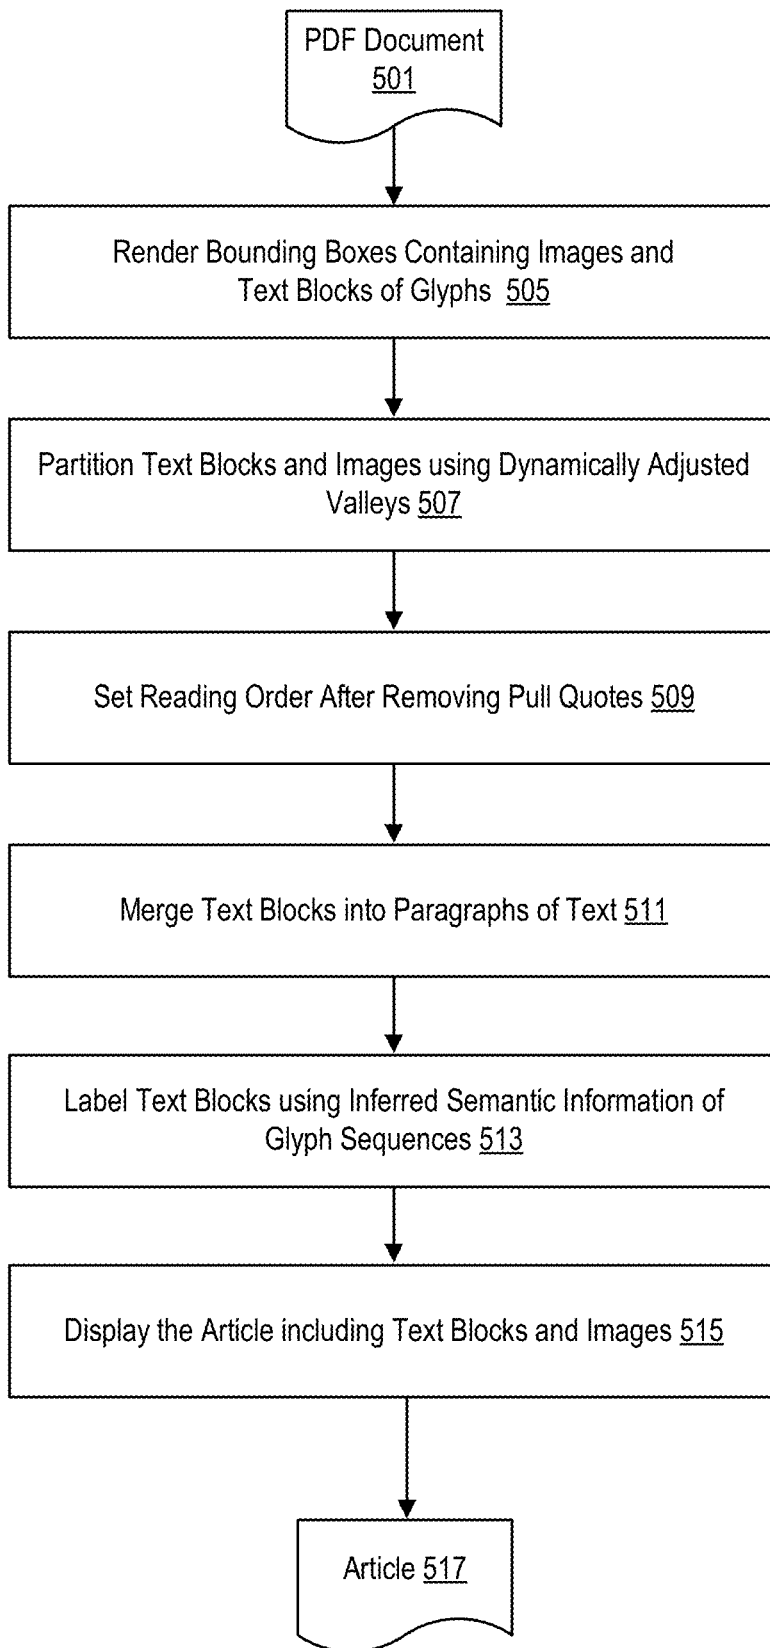 PDF Document
501
Render Bounding Boxes Containing Images and
Text Blocks of Glyphs 505
Partition Text Blocks and Images using Dynamically Adjusted
Valleys 507
Set Reading Order After Removing Pull Quotes 509
Merge Text Blocks into Paragraphs of Text 511
Label Text Blocks using Inferred Semantic Information of
Glyph Sequences 513
Display the Article including Text Blocks and Images 515
Article 517